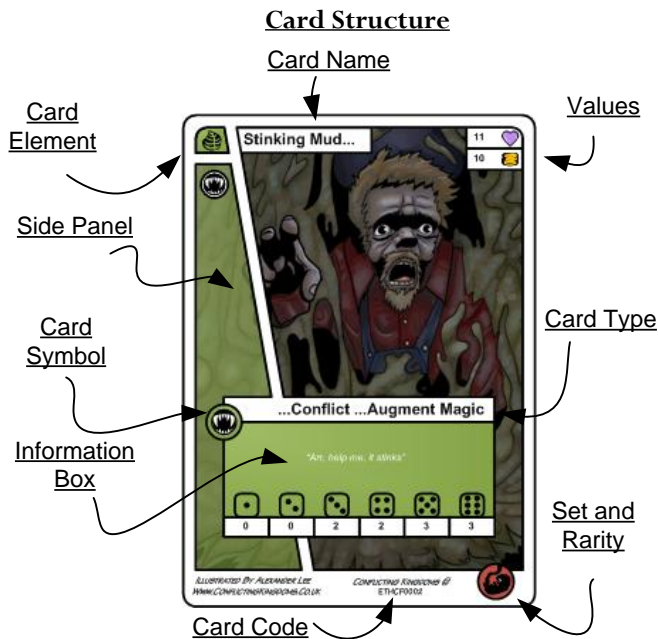 Card Structure
Card Name
Card
Element
Values
Stinking Mud...
11
10
Side Panel
Card Type
Card
Symbol
...Conflict ...Augment Magic
Information
Box
"Arr, help me, it stinks"
0 0 2 2 3 3
Set and
Rarity
Illustrated By Alexander Lee
www.ConflictingKingdoms.Co.Uk
Conflicting Kingdoms @
ETHCF0002
Card Code